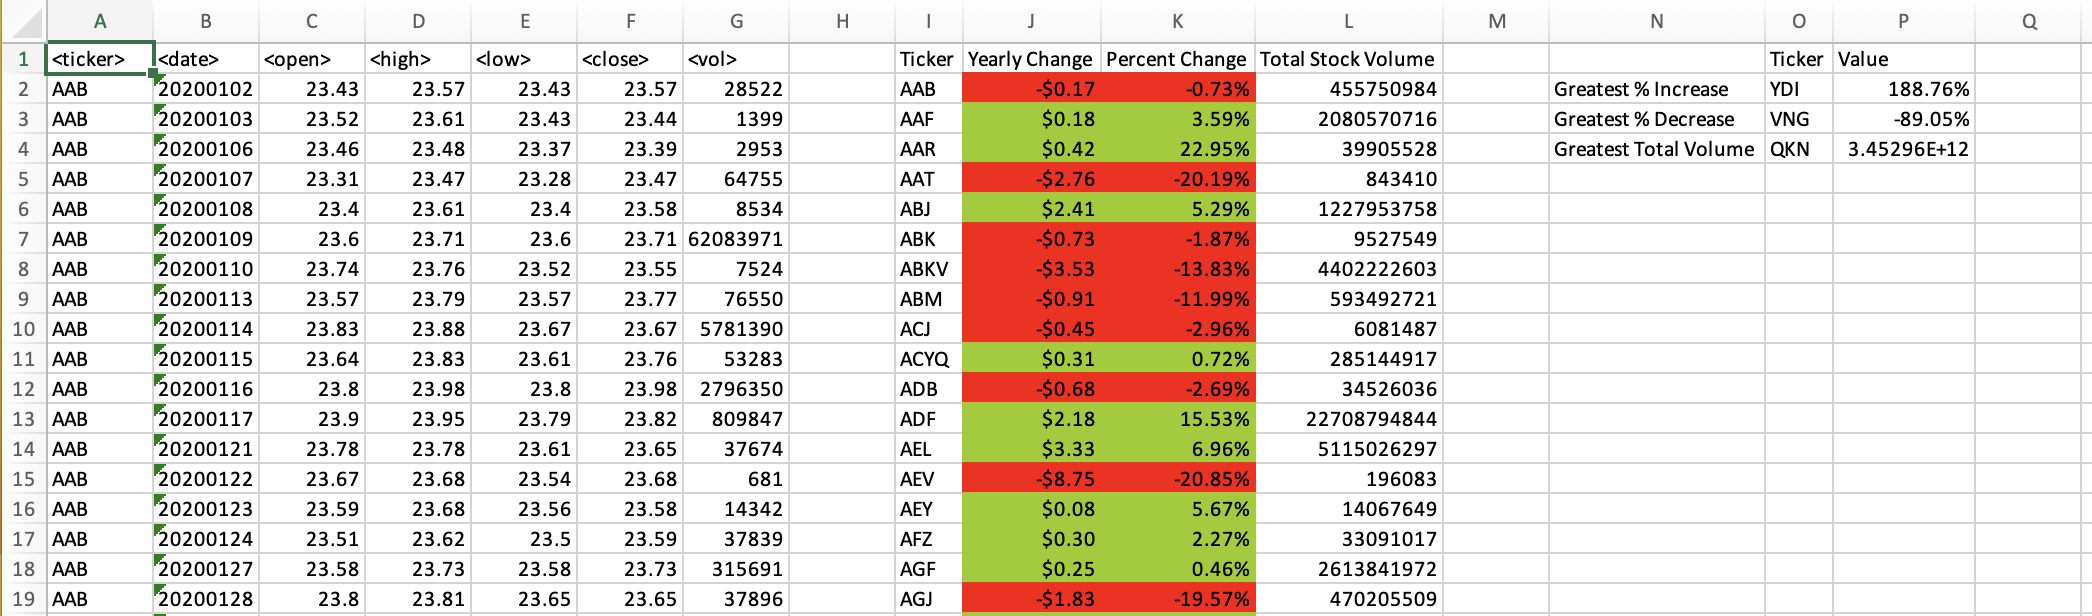 A B C D E F G H I J K L M N O P Q
1 <ticker> <date> <open> <high> <low> <close> <vol> Ticker Yearly Change Percent Change Total Stock Volume Ticker Value
2 AAB 20200102 23.43 23.57 23.43 23.57 28522 AAB -$0.17 -0.73% 455750984 Greatest % Increase YDI 188.76%
3 AAB 20200103 23.52 23.61 23.43 23.44 1399 AAF $0.18 3.59% 2080570716 Greatest % Decrease VNG -89.05%
4 AAB 20200106 23.46 23.48 23.37 23.39 2953 AAR $0.42 22.95% 39905528 Greatest Total Volume QKN 3.45296E+12
5 AAB 20200107 23.31 23.47 23.28 23.47 64755 AAT -$2.76 -20.19% 843410
6 AAB 20200108 23.4 23.61 23.4 23.58 8534 ABJ $2.41 5.29% 1227953758
7 AAB 20200109 23.6 23.71 23.6 23.71 62083971 ABK -$0.73 -1.87% 9527549
8 AAB 20200110 23.74 23.76 23.52 23.55 7524 ABKV -$3.53 -13.83% 4402222603
9 AAB 20200113 23.57 23.79 23.57 23.77 76550 ABM -$0.91 -11.99% 593492721
10 AAB 20200114 23.83 23.88 23.67 23.67 5781390 ACJ -$0.45 -2.96% 6081487
11 AAB 20200115 23.64 23.83 23.61 23.76 53283 ACYQ $0.31 0.72% 285144917
12 AAB 20200116 23.8 23.98 23.8 23.98 2796350 ADB -$0.68 -2.69% 34526036
13 AAB 20200117 23.9 23.95 23.79 23.82 809847 ADF $2.18 15.53% 22708794844
14 AAB 20200121 23.78 23.78 23.61 23.65 37674 AEL $3.33 6.96% 5115026297
15 AAB 20200122 23.67 23.68 23.54 23.68 681 AEV -$8.75 -20.85% 196083
16 AAB 20200123 23.59 23.68 23.56 23.58 14342 AEY $0.08 5.67% 14067649
17 AAB 20200124 23.51 23.62 23.5 23.59 37839 AFZ $0.30 2.27% 33091017
18 AAB 20200127 23.58 23.73 23.58 23.73 315691 AGF $0.25 0.46% 2613841972
19 AAB 20200128 23.8 23.81 23.65 23.65 37896 AGJ -$1.83 -19.57% 470205509